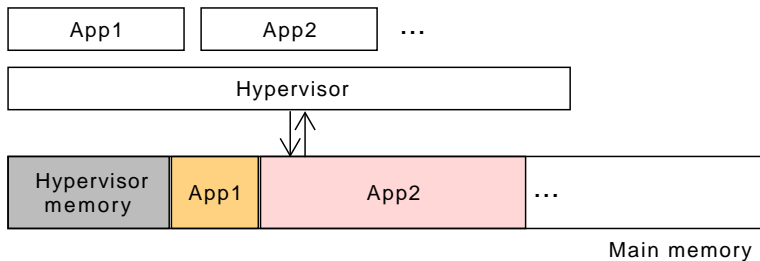 App1
App2
...
Hypervisor
Hypervisor
memory
App1
App2
...
Main memory